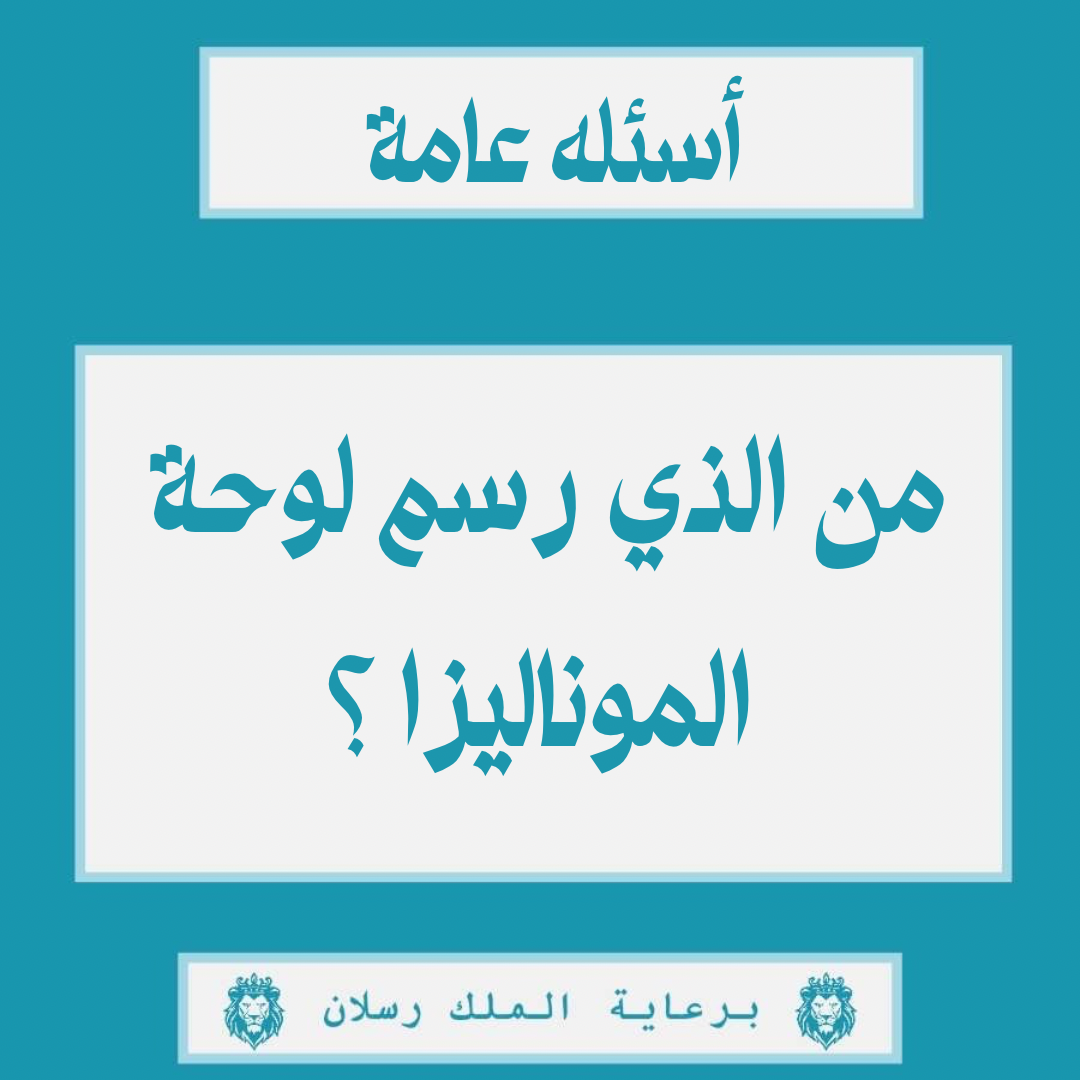 أسئله عامة
من الذي رسم لوحة
الموناليزا ؟
برعاية الملك رسلان